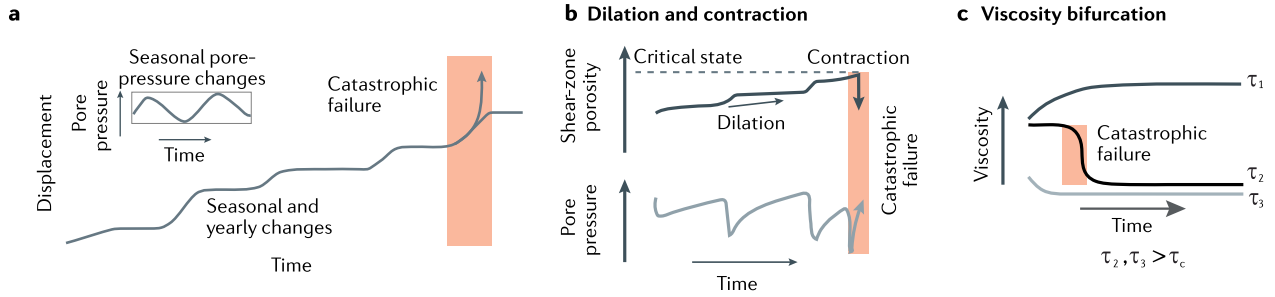 a
Seasonal pore-
pressure changes
Pore
pressure
Time
Displacement
Catastrophic
failure
Seasonal and
yearly changes
Time
b Dilation and contraction
Shear-zone
porosity
Critical state
Contraction
Dilation
Catastrophic
failure
Pore
pressure
Time
c Viscosity bifurcation
Viscosity
Catastrophic
failure
τ₁
τ₂
τ₃
Time
τ₂,τ₃>τc